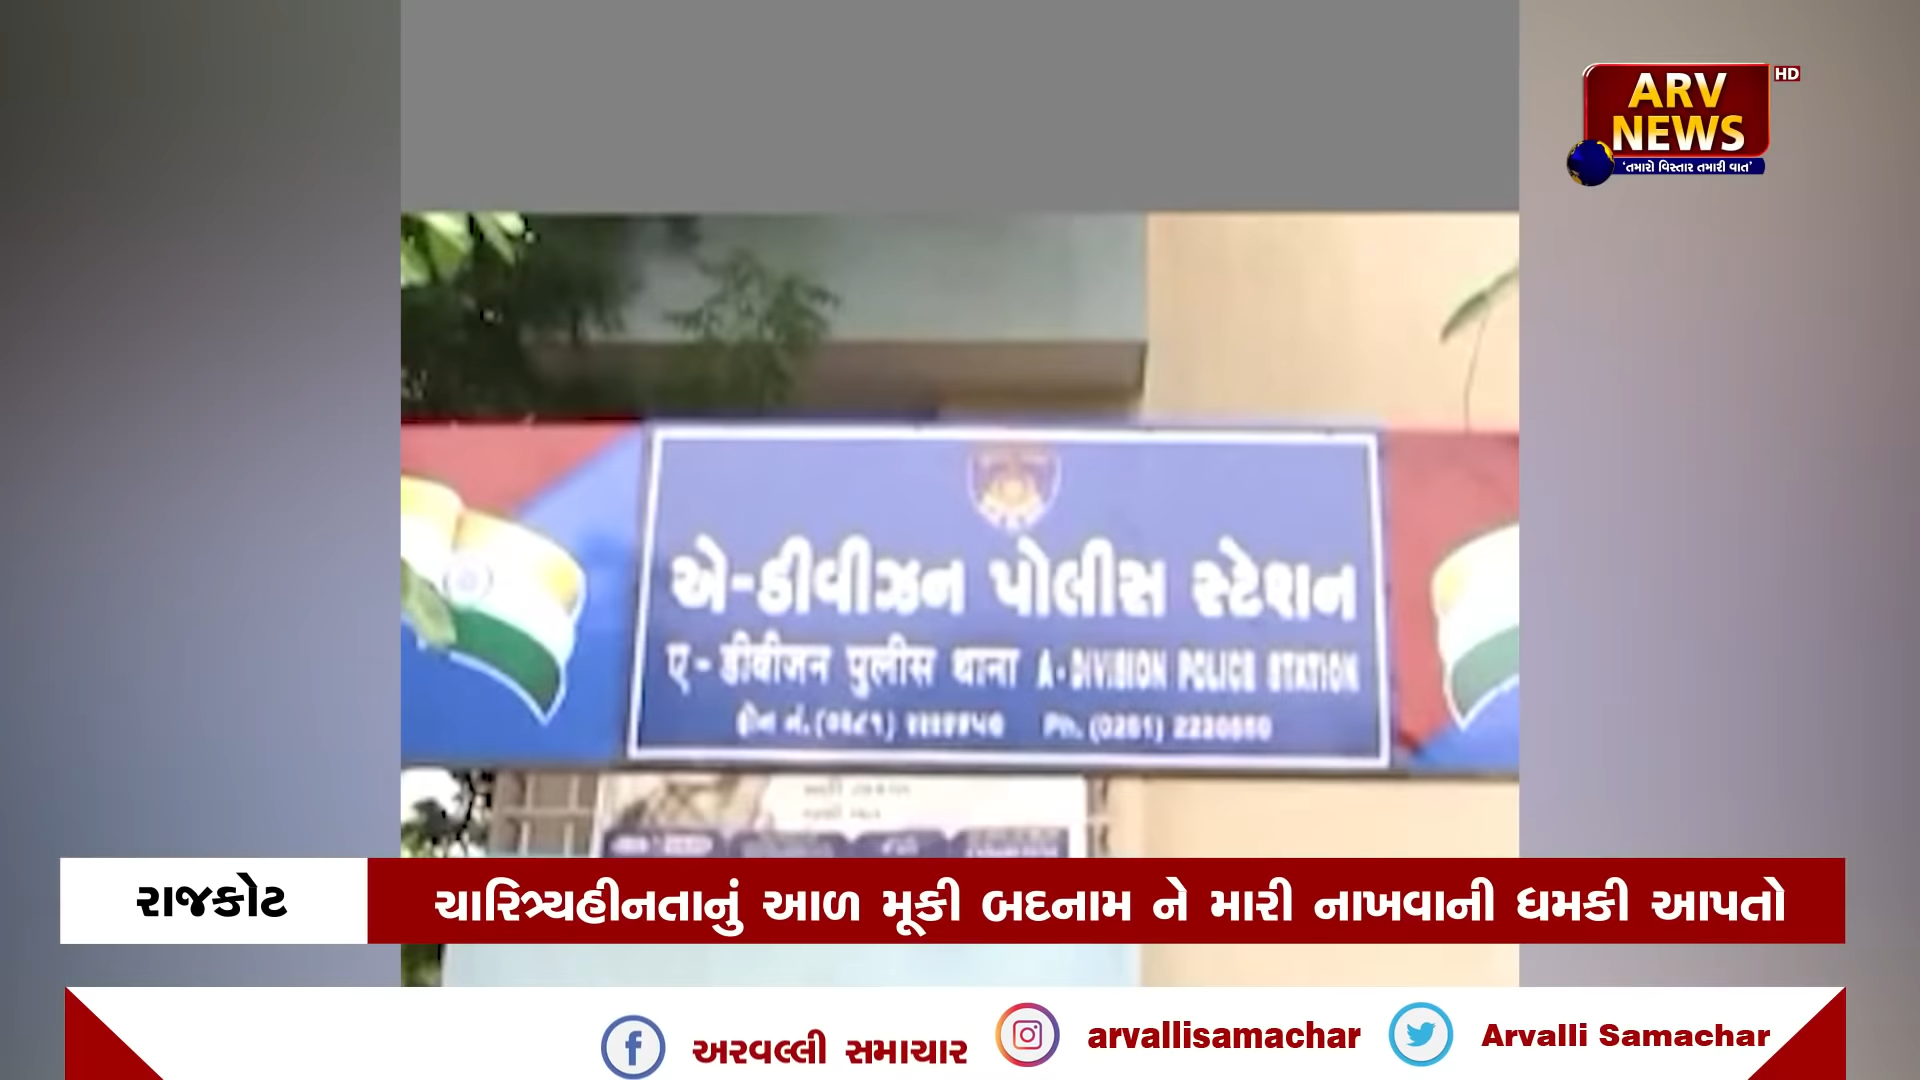 ARV HD
NEWS
'તમારો વિસ્તાર તમારી વાત'
એ-ડીવીઝન પોલીસ સ્ટેશન
ए-डीवीजन पुलीस थाना A-DIVISION POLICE STATION
ફોન નં. Ph. (0281)
રાજકોટ ચારિત્ર્યહીનતાનું આળ મૂકી બદનામ ને મારી નાખવાની ધમકી આપતો
અરવલ્લી સમાચાર arvallisamachar Arvalli Samachar